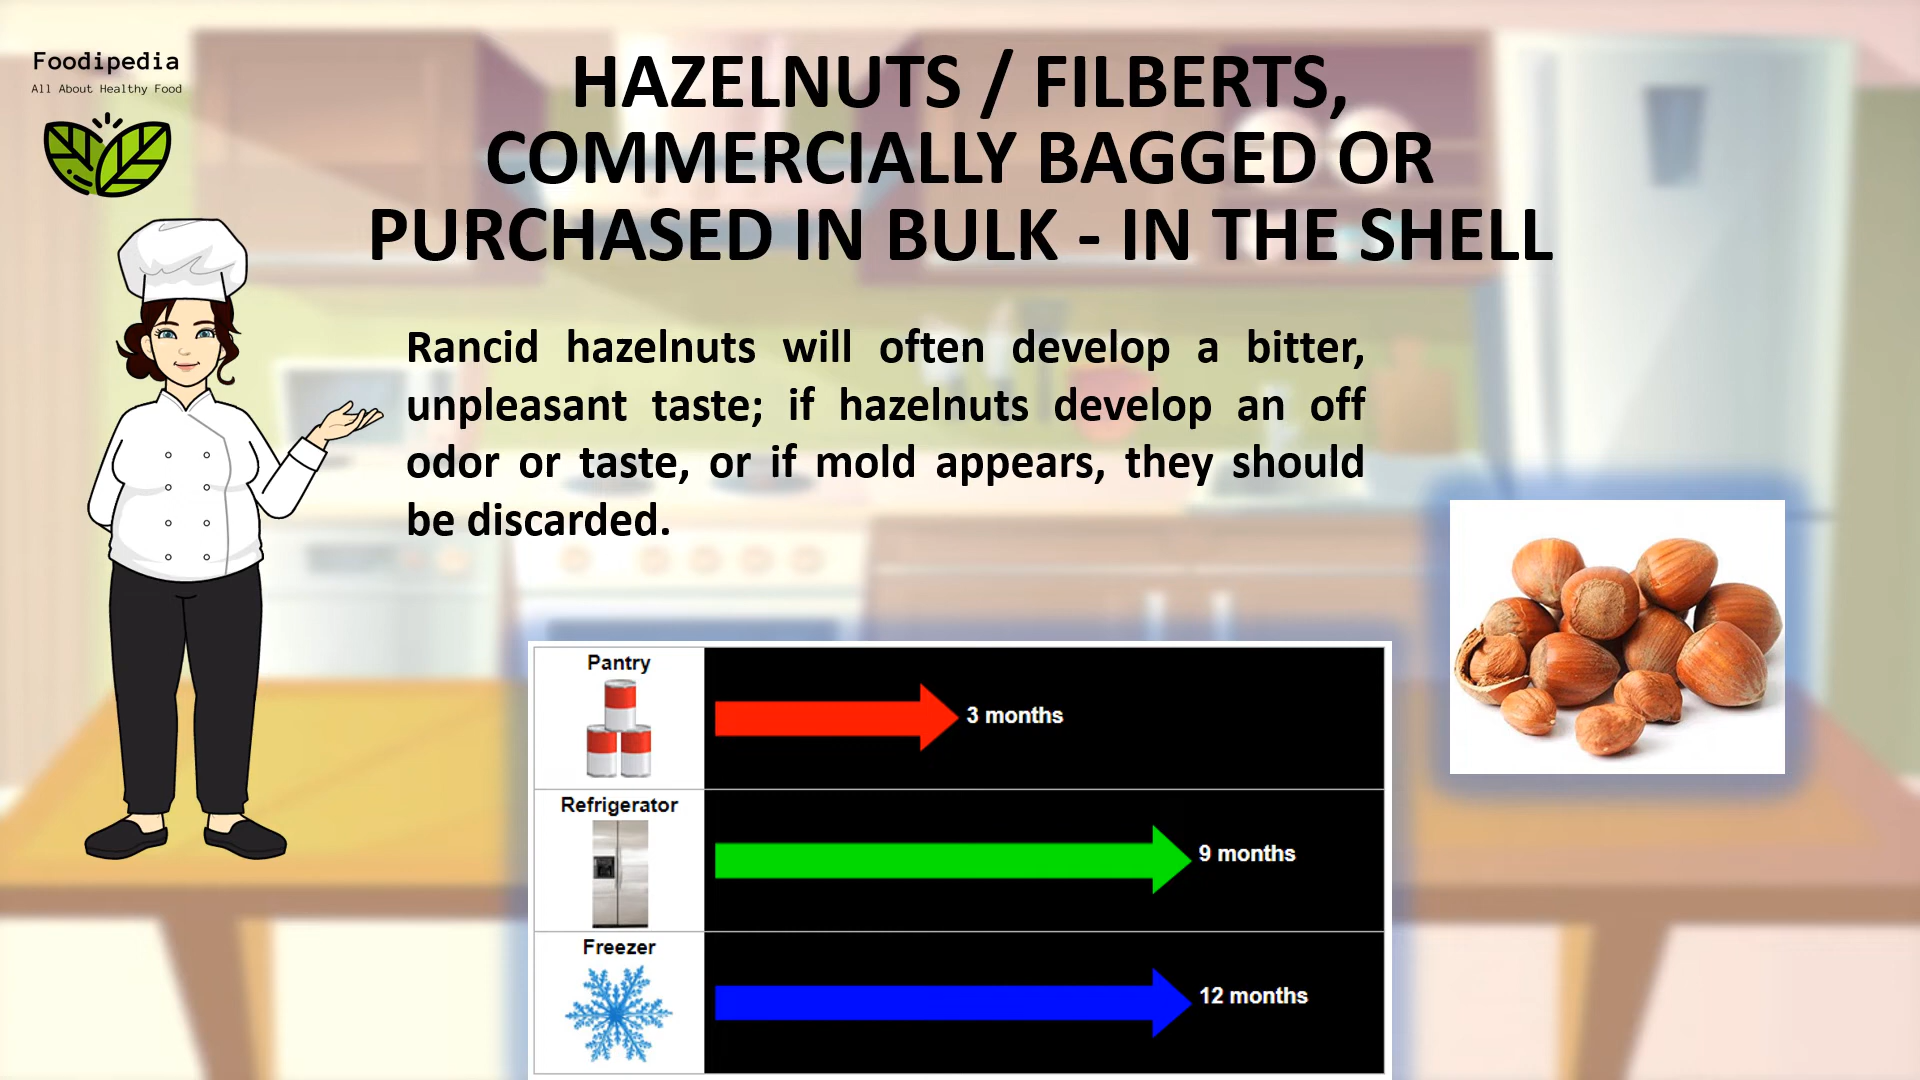 Foodipedia
All About Healthy Food
HAZELNUTS / FILBERTS,
COMMERCIALLY BAGGED OR
PURCHASED IN BULK - IN THE SHELL
Rancid hazelnuts will often develop a bitter,
unpleasant taste; if hazelnuts develop an off
odor or taste, or if mold appears, they should
be discarded.
Pantry
3 months
Refrigerator
9 months
Freezer
12 months